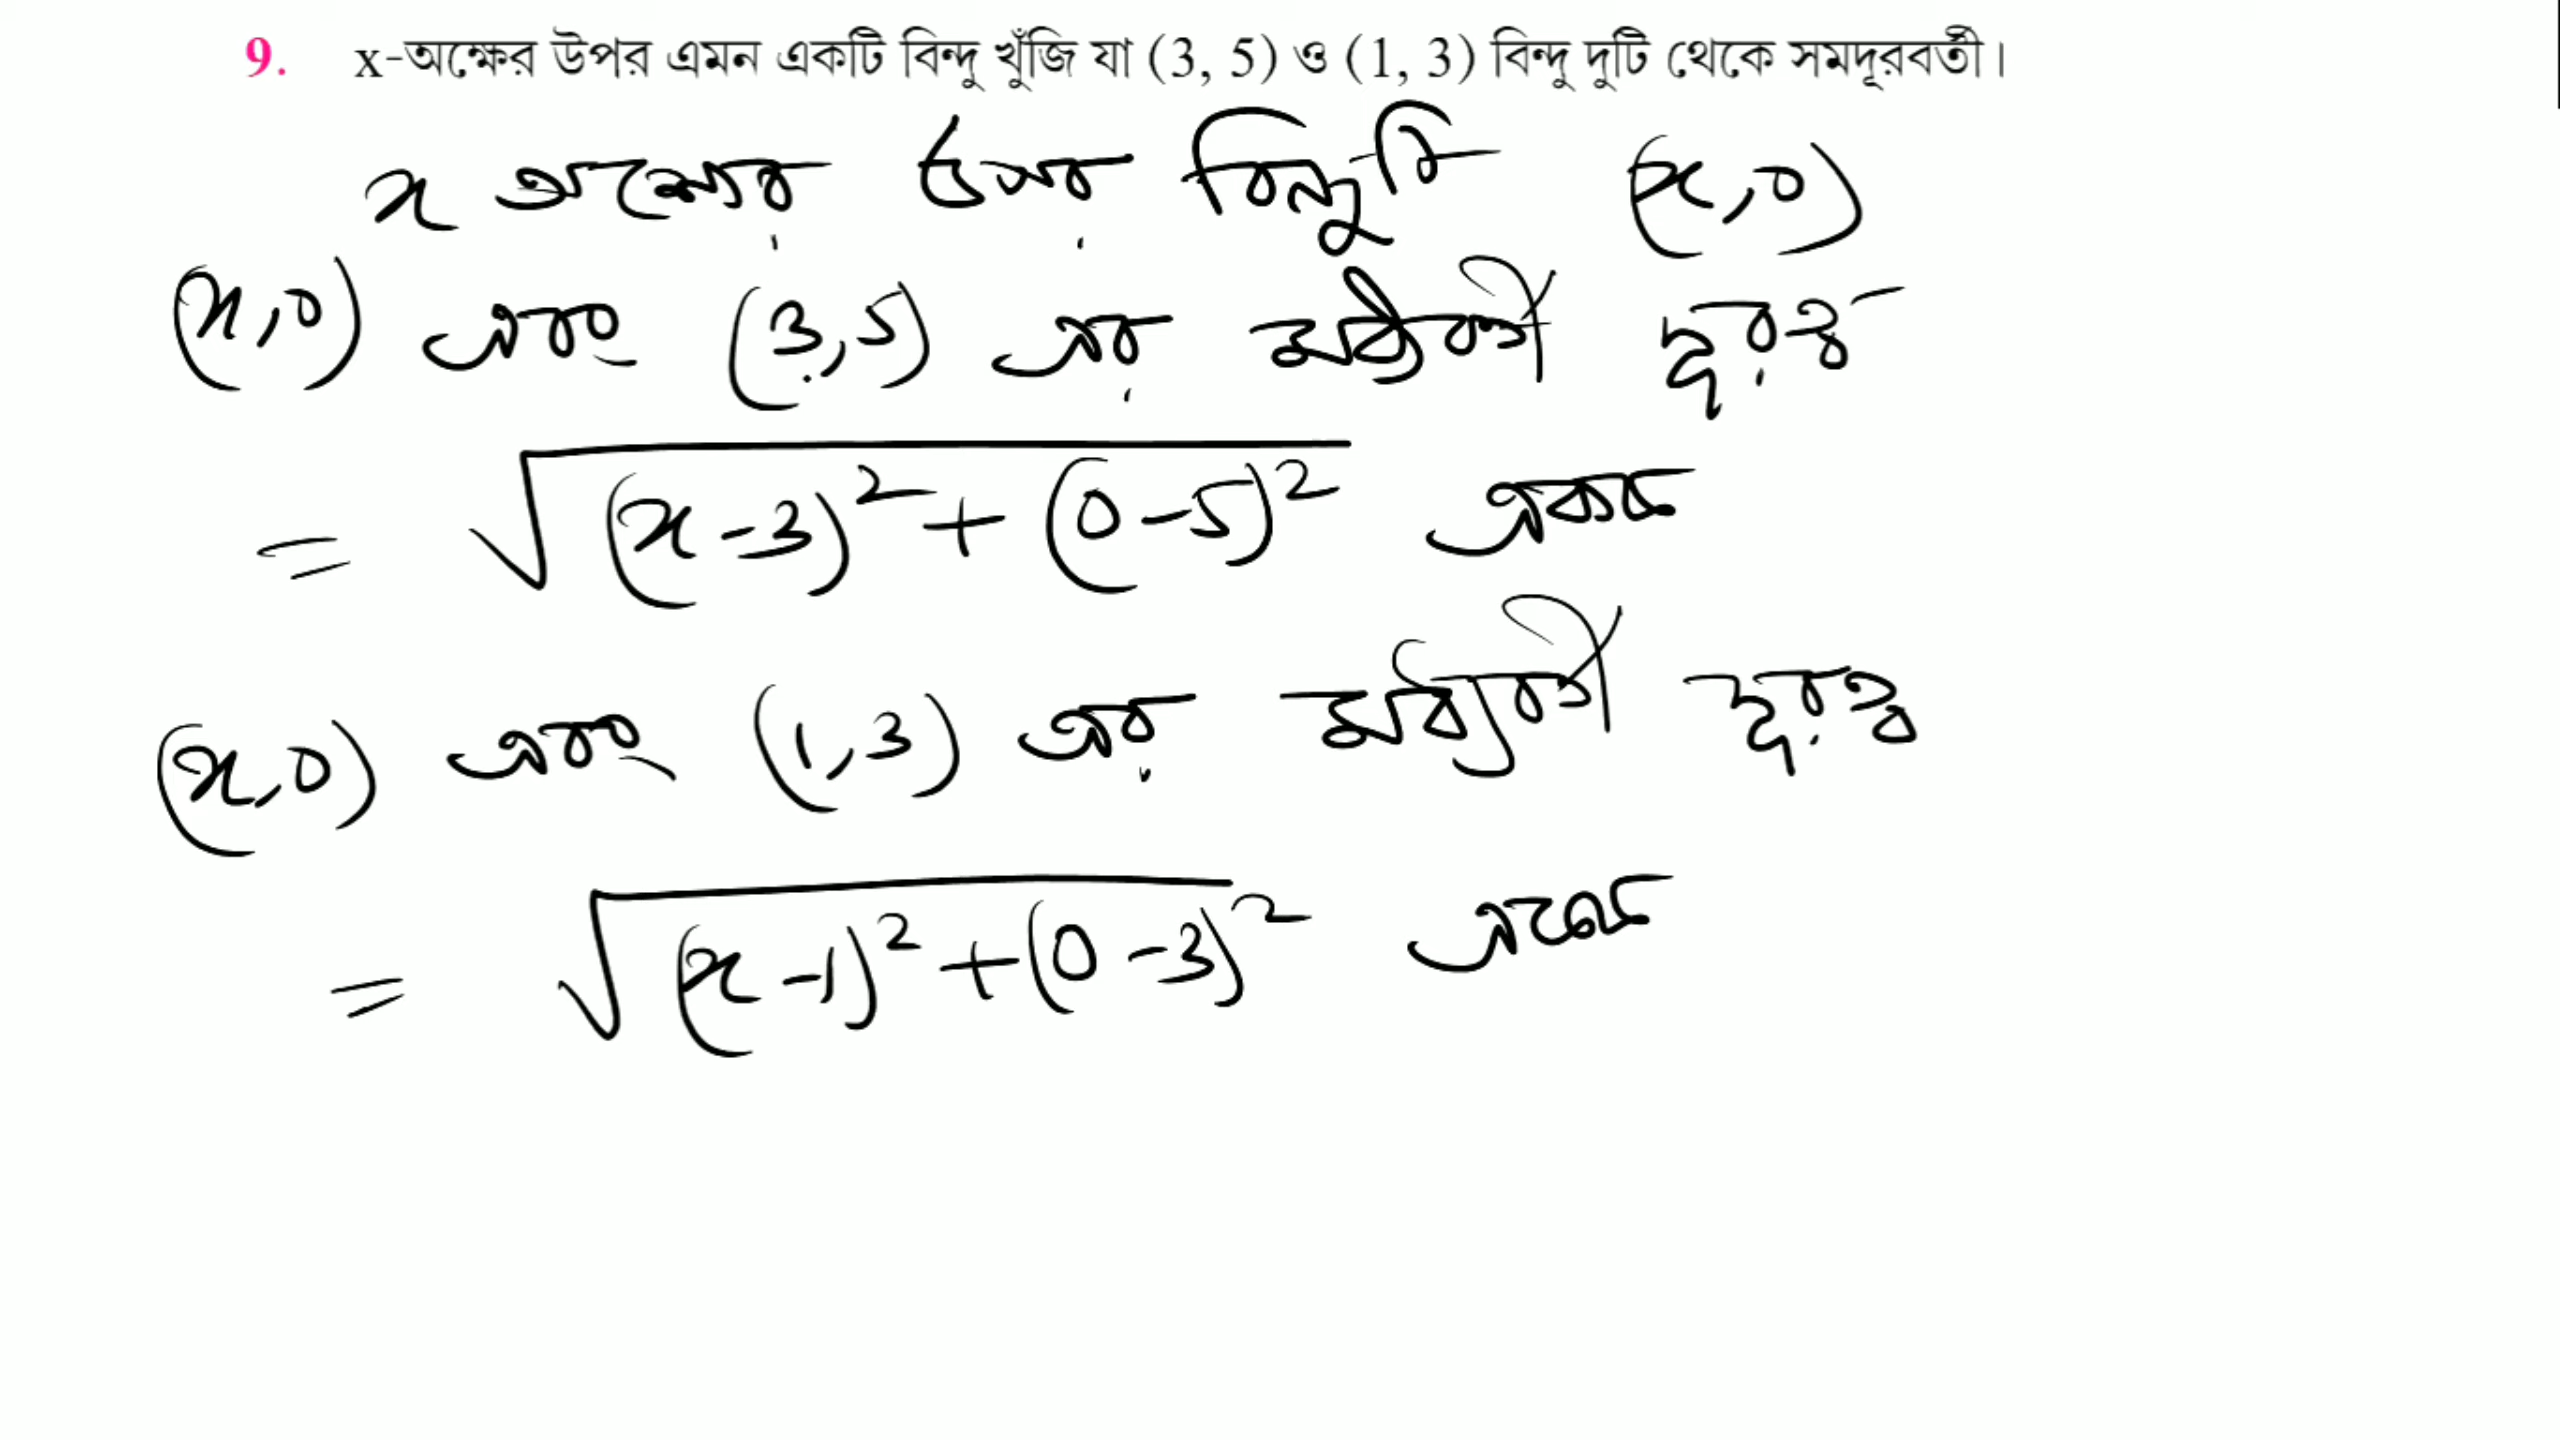 9. x-অক্ষের উপর এমন একটি বিন্দু খুঁজি যা (3, 5) ও (1, 3) বিন্দু দুটি থেকে সমদূরবর্তী।
x অক্ষের উপর বিন্দুটি (x,0)
(x,0) এবং (3,5) এর মধ্যবর্তী দূরত্ব
= √(x-3)² + (0-5)² একক
(x,0) এবং (1,3) এর মধ্যবর্তী দূরত্ব
= √(x-1)² + (0-3)² একক